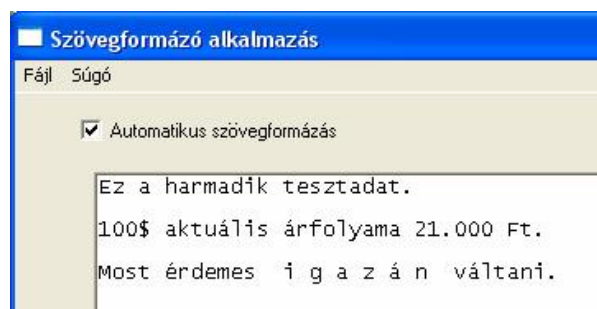 Szövegformázó alkalmazás
Fájl Súgó
Automatikus szövegformázás
Ez a harmadik tesztadat.
100$ aktuális árfolyama 21.000 Ft.
Most érdemes  i g a z á n  váltani.